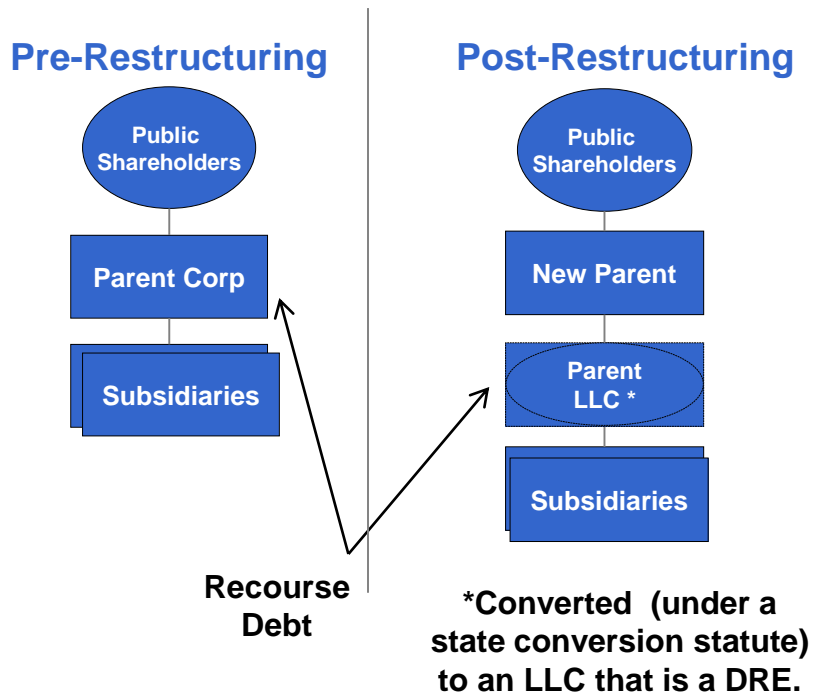 Pre-Restructuring
Public
Shareholders
Parent Corp
Subsidiaries
Recourse
Debt
Post-Restructuring
Public
Shareholders
New Parent
Parent
LLC *
Subsidiaries
*Converted (under a
state conversion statute)
to an LLC that is a DRE.